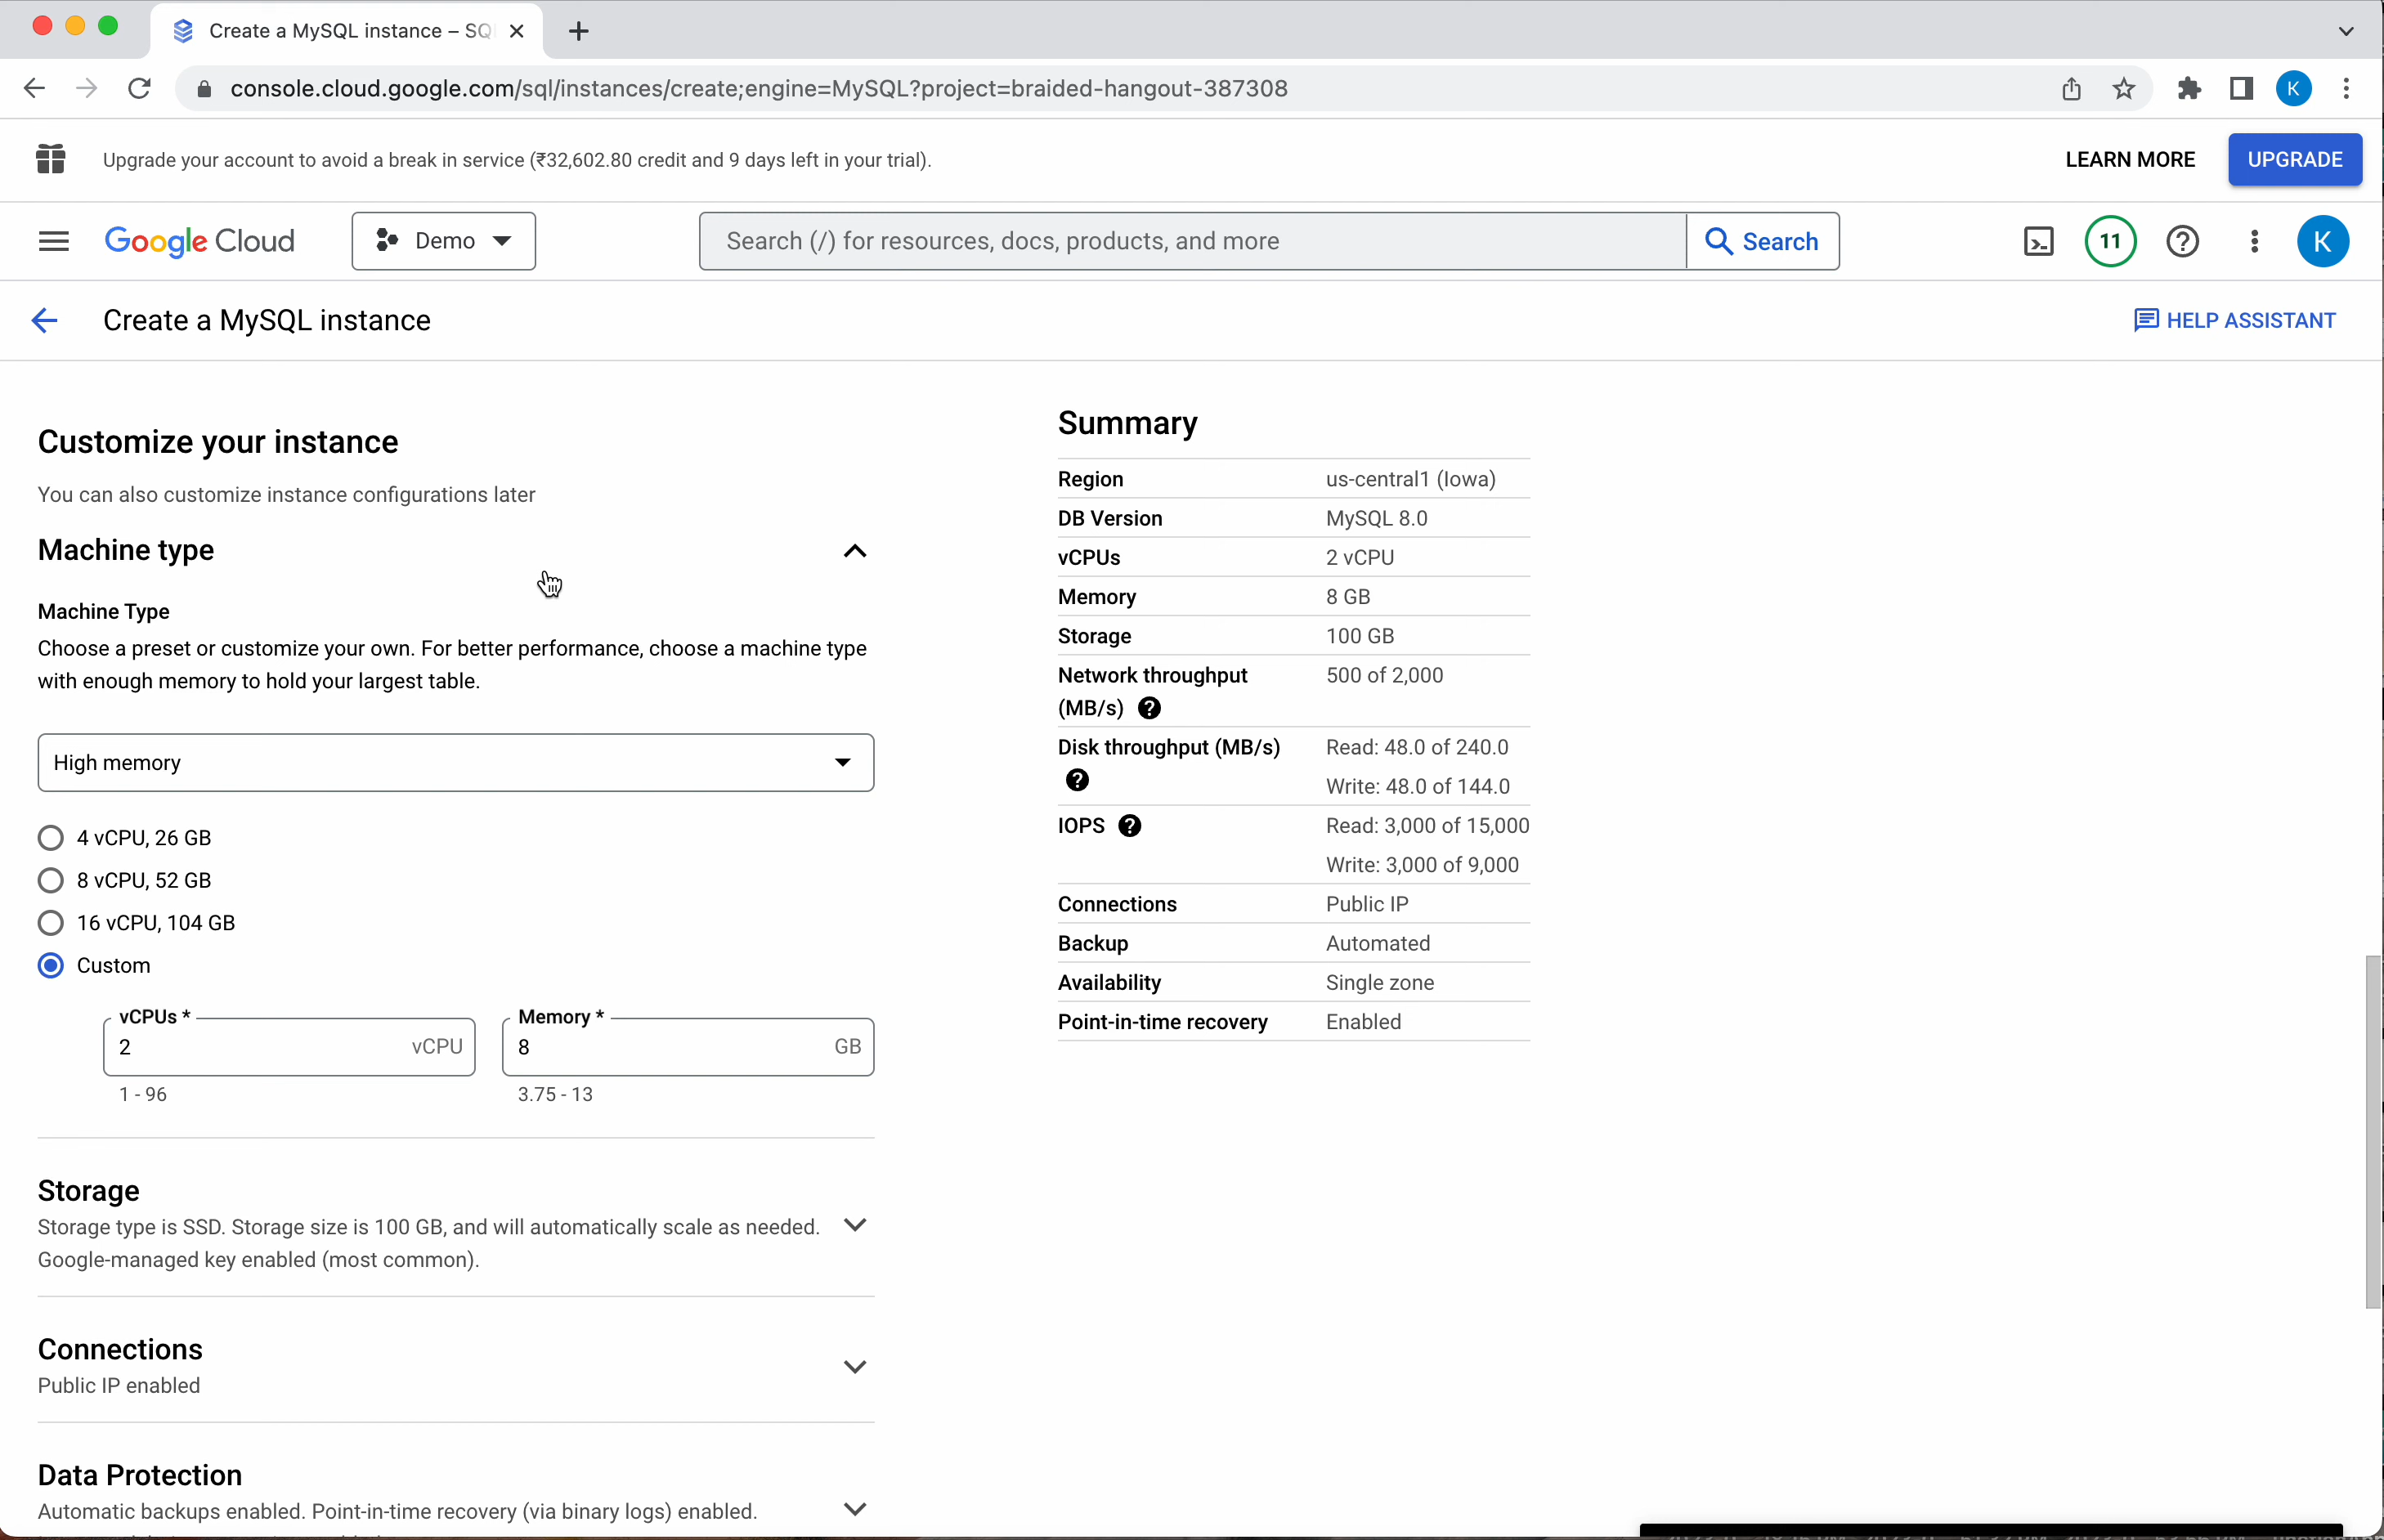 Create a MySQL instance – SQ
console.cloud.google.com/sql/instances/create;engine=MySQL?project=braided-hangout-387308
K
Upgrade your account to avoid a break in service (₹32,602.80 credit and 9 days left in your trial).
LEARN MORE
UPGRADE
Google Cloud
Demo
Search (/) for resources, docs, products, and more
Search
11
K
Create a MySQL instance
HELP ASSISTANT
Customize your instance
You can also customize instance configurations later
Machine type
Machine Type
Choose a preset or customize your own. For better performance, choose a machine type
with enough memory to hold your largest table.
High memory
4 vCPU, 26 GB
8 vCPU, 52 GB
16 vCPU, 104 GB
Custom
vCPUs *
2 vCPU
1 - 96
Memory *
8 GB
3.75 - 13
Storage
Storage type is SSD. Storage size is 100 GB, and will automatically scale as needed.
Google-managed key enabled (most common).
Connections
Public IP enabled
Data Protection
Automatic backups enabled. Point-in-time recovery (via binary logs) enabled.
Summary
Region us-central1 (Iowa)
DB Version MySQL 8.0
vCPUs 2 vCPU
Memory 8 GB
Storage 100 GB
Network throughput 500 of 2,000
(MB/s)
Disk throughput (MB/s) Read: 48.0 of 240.0
Write: 48.0 of 144.0
IOPS Read: 3,000 of 15,000
Write: 3,000 of 9,000
Connections Public IP
Backup Automated
Availability Single zone
Point-in-time recovery Enabled